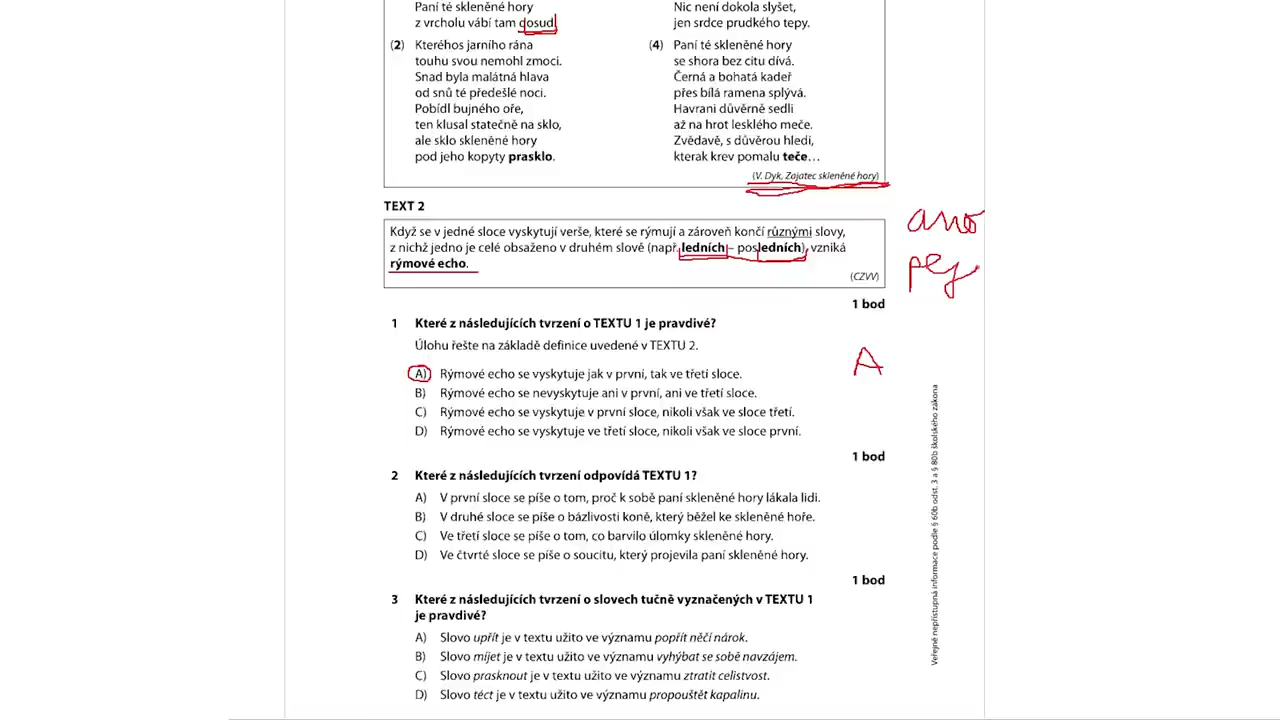 Paní té skleněné hory
z vrcholu vábí tam dosud
(2) Kteréhos jarního rána
touhu svou nemohl zmoci.
Snad byla malátná hlava
od snů té předešlé noci.
Pobídl bujného oře,
ten klusal statečně na sklo,
ale sklo skleněné hory
pod jeho kopyty prasklo.
Nic není dokola slyšet,
jen srdce prudkého tepy.
(4) Paní té skleněné hory
se shora bez citu dívá.
Černá a bohatá kadeř
přes bílá ramena splývá.
Havrani důvěrně sedli
až na hrot lesklého meče.
Zvědavě, s důvěrou hledí,
kterak krev pomalu teče…
(V. Dyk, Zajatec skleněné hory)
TEXT 2
Když se v jedné sloce vyskytují verše, které se rýmují a zároveň končí různými slovy,
z nichž jedno je celé obsaženo v druhém slově (např. ledních – posledních), vzniká
rýmové echo.
(CZVV)
ano
1 bod
1 Které z následujících tvrzení o TEXTU 1 je pravdivé?
Úlohu řešte na základě definice uvedené v TEXTU 2.
A
A) Rýmové echo se vyskytuje jak v první, tak ve třetí sloce.
B) Rýmové echo se nevyskytuje ani v první, ani ve třetí sloce.
C) Rýmové echo se vyskytuje v první sloce, nikoli však ve sloce třetí.
D) Rýmové echo se vyskytuje ve třetí sloce, nikoli však ve sloce první.
1 bod
2 Které z následujících tvrzení odpovídá TEXTU 1?
A) V první sloce se píše o tom, proč k sobě paní skleněné hory lákala lidi.
B) V druhé sloce se píše o bázlivosti koně, který běžel ke skleněné hoře.
C) Ve třetí sloce se píše o tom, co barvilo úlomky skleněné hory.
D) Ve čtvrté sloce se píše o soucitu, který projevila paní skleněné hory.
1 bod
3 Které z následujících tvrzení o slovech tučně vyznačených v TEXTU 1
je pravdivé?
A) Slovo upřít je v textu užito ve významu popřít něčí nárok.
B) Slovo míjet je v textu užito ve významu vyhýbat se sobě navzájem.
C) Slovo prasknout je v textu užito ve významu ztratit celistvost.
D) Slovo téct je v textu užito ve významu propouštět kapalinu.
Veřejně nepřístupná informace podle § 60b odst. 3 a § 80b školského zákona